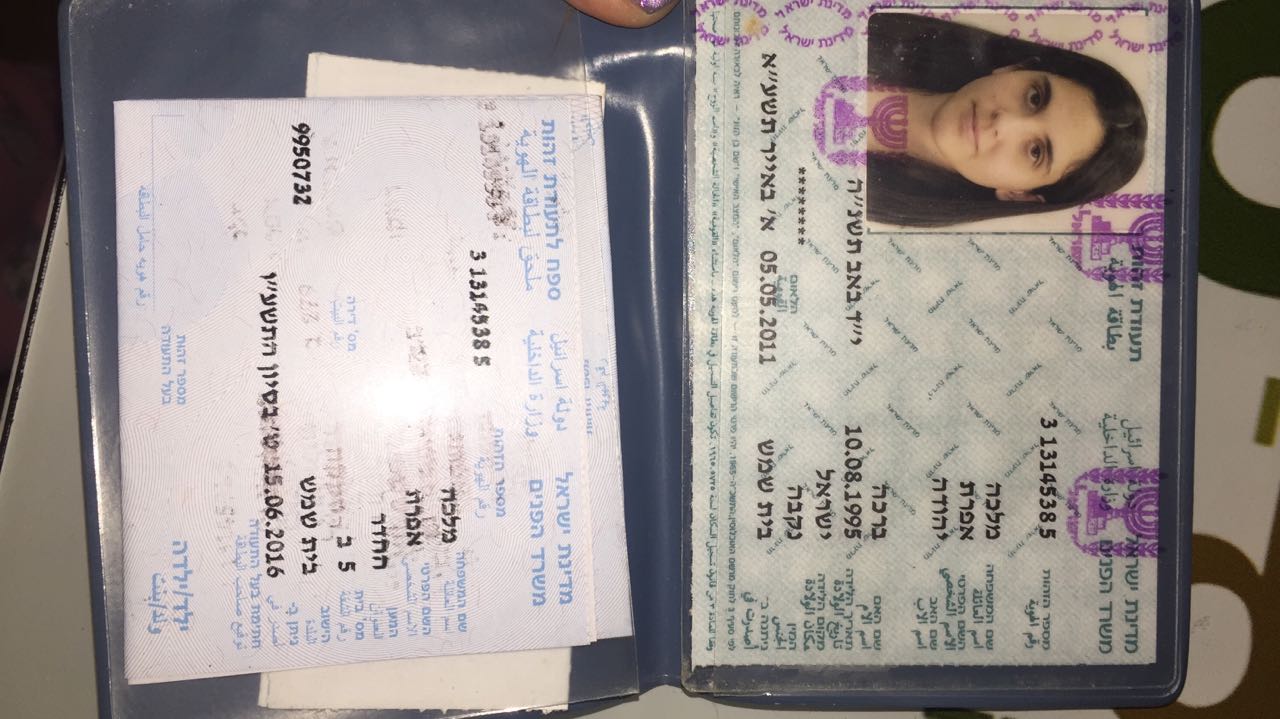 מדינת ישראל دولة اسرائيل תעודת זהות
משרד הפנים وزارة الداخلية بطاقة الهوية
מספר הזהות 3 1314538 5
رقم الهوية
שם המשפחה מלכה
اسم العائلة
השם הפרטי אפרת
الاسم الشخصي
שם האב יהודה
اسم الاب
שם האם ברכה
اسم الام
תאריך הלידה 10.08.1995 י״ד באב תשנ״ה
تاريخ الولادة
מקום הלידה ישראל
مكان الولادة
המין נקבה הלאום ********
الجنس القومية
ניתנה ב־ בית שמש 05.05.2011 א׳ באייר תשע״א
أصدرت في
מדינת ישראל دولة اسرائيل ספח לתעודת זהות
משרד הפנים وزارة الداخلية ملحق لبطاقة الهوية
מספר הזהות
رقم الهوية 3 1314538 5
שם המשפחה מלכה
اسم العائلة
השם הפרטי אפרת
الاسم الشخصي
המען החדר
العنوان
מס׳ בית 5 ב מס׳ דירה
رقم الشقة رقم البيت
הישוב בית שמש 9950732
البلدة
ניתן ב- 15.06.2016 ט׳ בסיון התשע״ו
أصدر في
חתימת בעל התעודה
توقيع صاحب البطاقة
ילד/ילדה מספר זהות
ولد/بنت בעל התעודה
رقم هويه حامل البطاقة